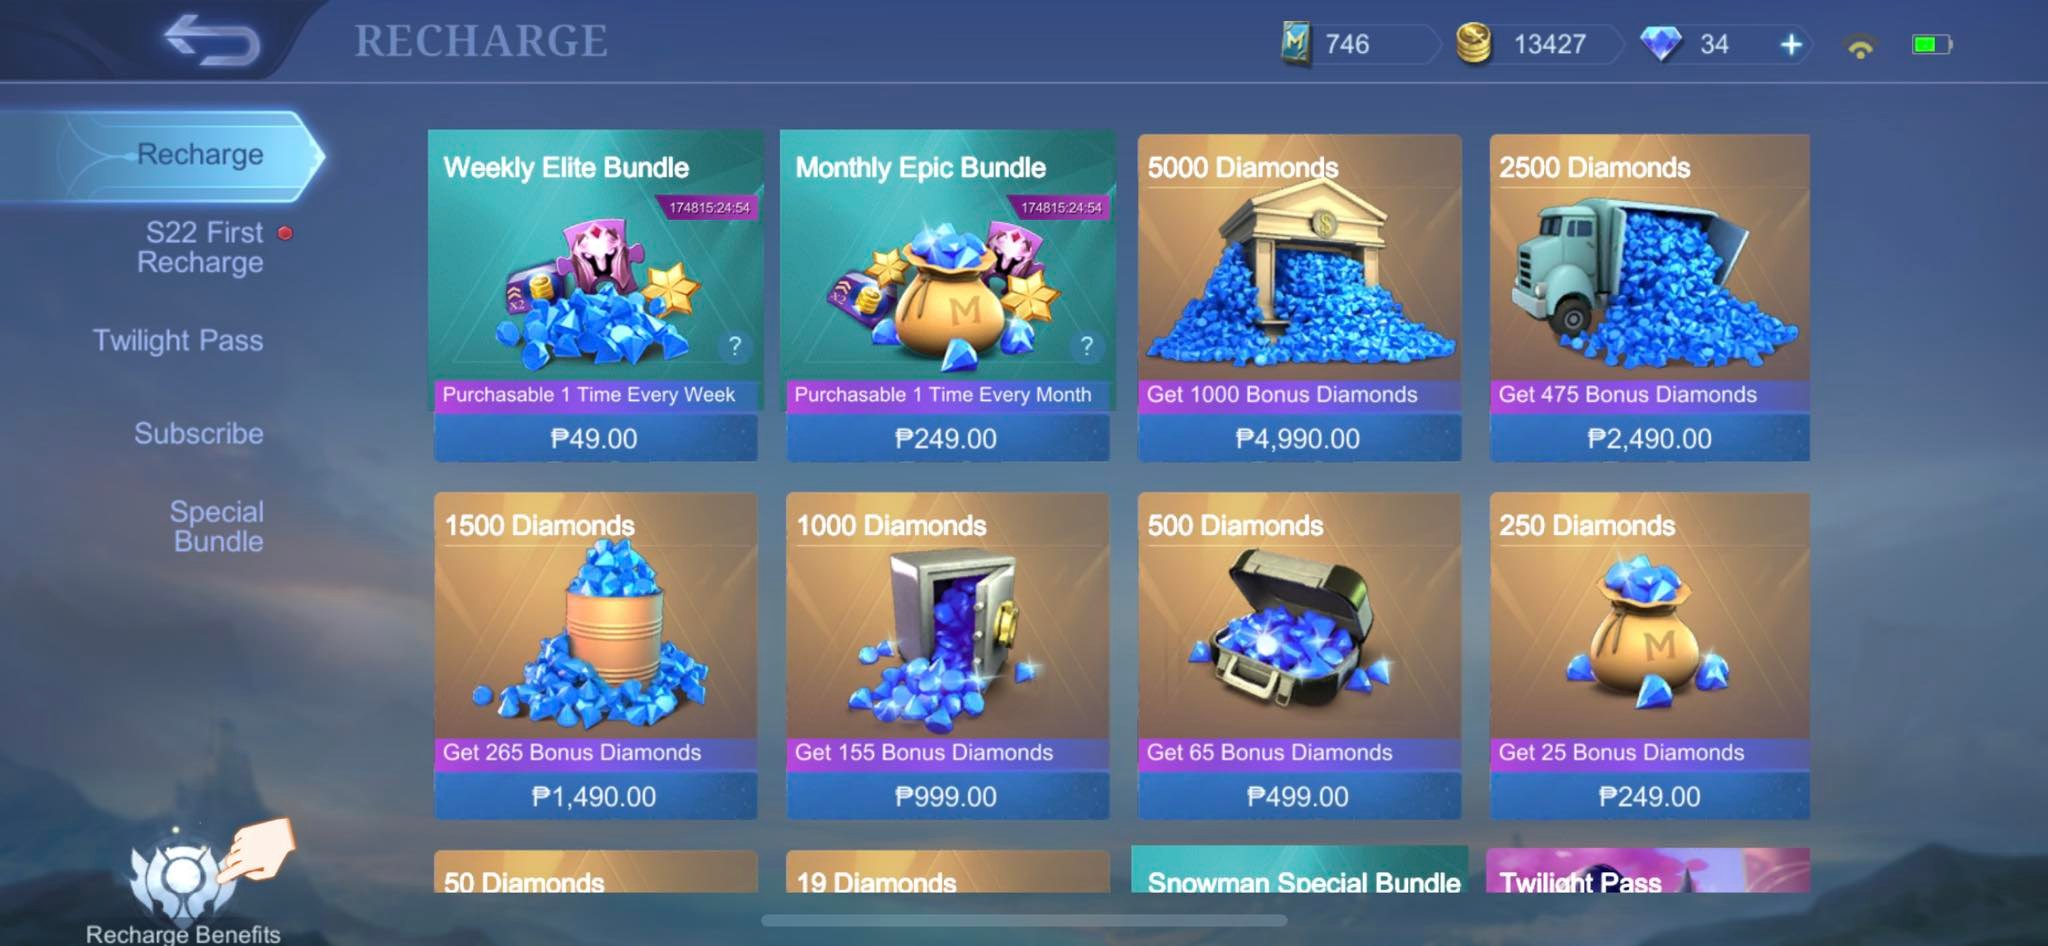 RECHARGE
746
13427
34
Recharge
S22 First
Recharge
Twilight Pass
Subscribe
Special
Bundle
Recharge Benefits
Weekly Elite Bundle
174815:24:54
X2
?
Purchasable 1 Time Every Week
₱49.00
Monthly Epic Bundle
174815:24:54
X2
M
?
Purchasable 1 Time Every Month
₱249.00
5000 Diamonds
$
Get 1000 Bonus Diamonds
₱4,990.00
2500 Diamonds
Get 475 Bonus Diamonds
₱2,490.00
1500 Diamonds
Get 265 Bonus Diamonds
₱1,490.00
1000 Diamonds
Get 155 Bonus Diamonds
₱999.00
500 Diamonds
Get 65 Bonus Diamonds
₱499.00
250 Diamonds
M
Get 25 Bonus Diamonds
₱249.00
50 Diamonds
19 Diamonds
Snowman Special Bundle
Twilight Pass